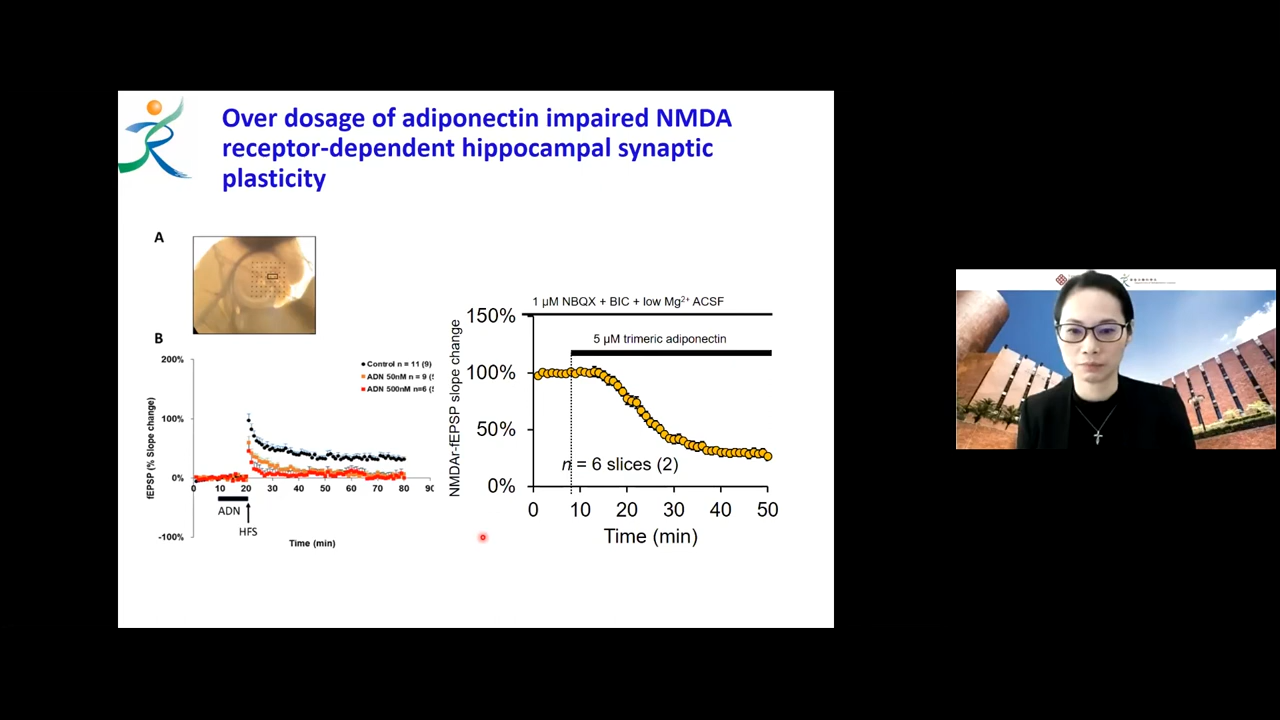 Over dosage of adiponectin impaired NMDA
receptor-dependent hippocampal synaptic
plasticity
A
B
200%
100%
0%
-100%
fEPSP (% Slope change)
Control n = 11 (9)
ADN 50nM n = 9 (
ADN 500nM n=6 (
0 10 20 30 40 50 60 70 80
ADN
HFS
Time (min)
1 µM NBQX + BIC + low Mg²⁺ ACSF
5 µM trimeric adiponectin
150%
100%
50%
0%
NMDAr-fEPSP slope change
n = 6 slices (2)
0 10 20 30 40 50
Time (min)